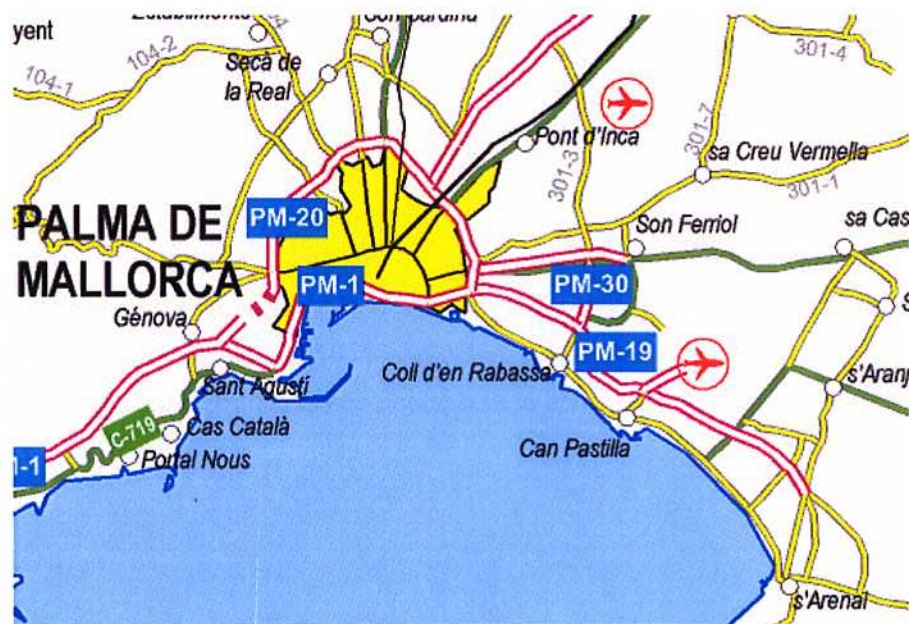 yent
104-2
104-1
Secà de
la Real
Pont d'Inca
301-4
301-7
301-3
sa Creu Vermella
301-1
PALMA DE
MALLORCA
PM-20
Son Ferriol
sa Cas
PM-1
PM-30
Génova
PM-19
Coll d'en Rabassa
Sant Agustí
s'Aranj
C-719
Cas Català
Can Pastilla
Portal Nous
s'Arenal